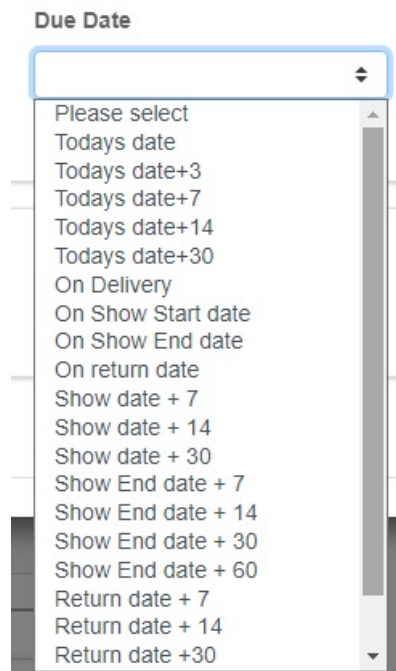 Due Date
Please select
Todays date
Todays date+3
Todays date+7
Todays date+14
Todays date+30
On Delivery
On Show Start date
On Show End date
On return date
Show date + 7
Show date + 14
Show date + 30
Show End date + 7
Show End date + 14
Show End date + 30
Show End date + 60
Return date + 7
Return date + 14
Return date +30